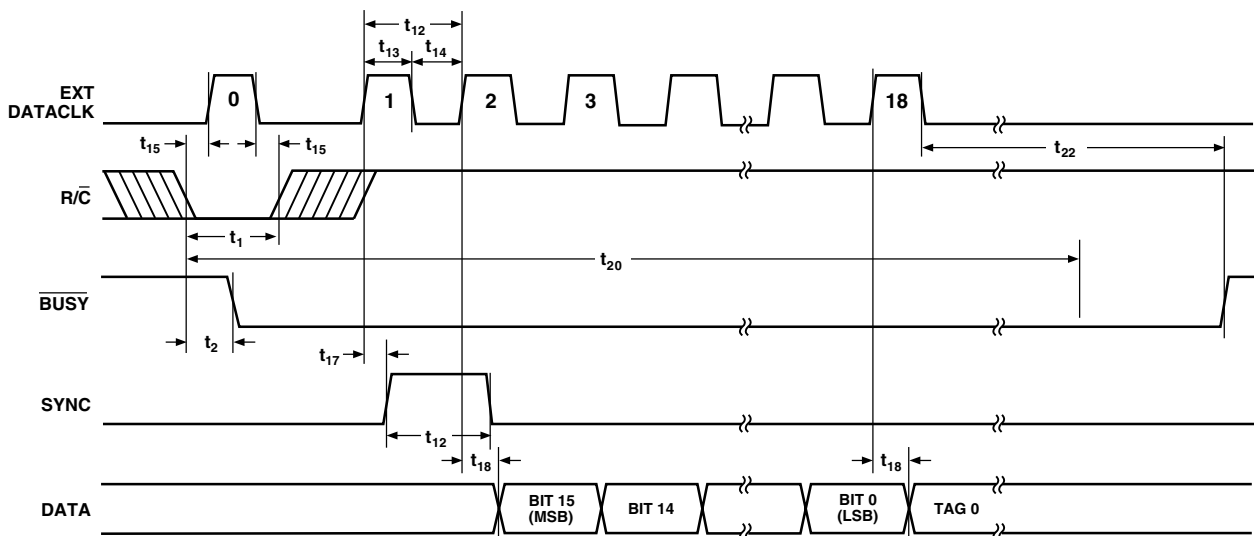 t12
t13 t14
EXT
DATACLK
0 1 2 3 18
t15 t15
t22
R/C̅
t1
t20
B̅U̅S̅Y̅
t2
t17
SYNC
t12
t18 t18
DATA
BIT 15
(MSB)
BIT 14
BIT 0
(LSB)
TAG 0